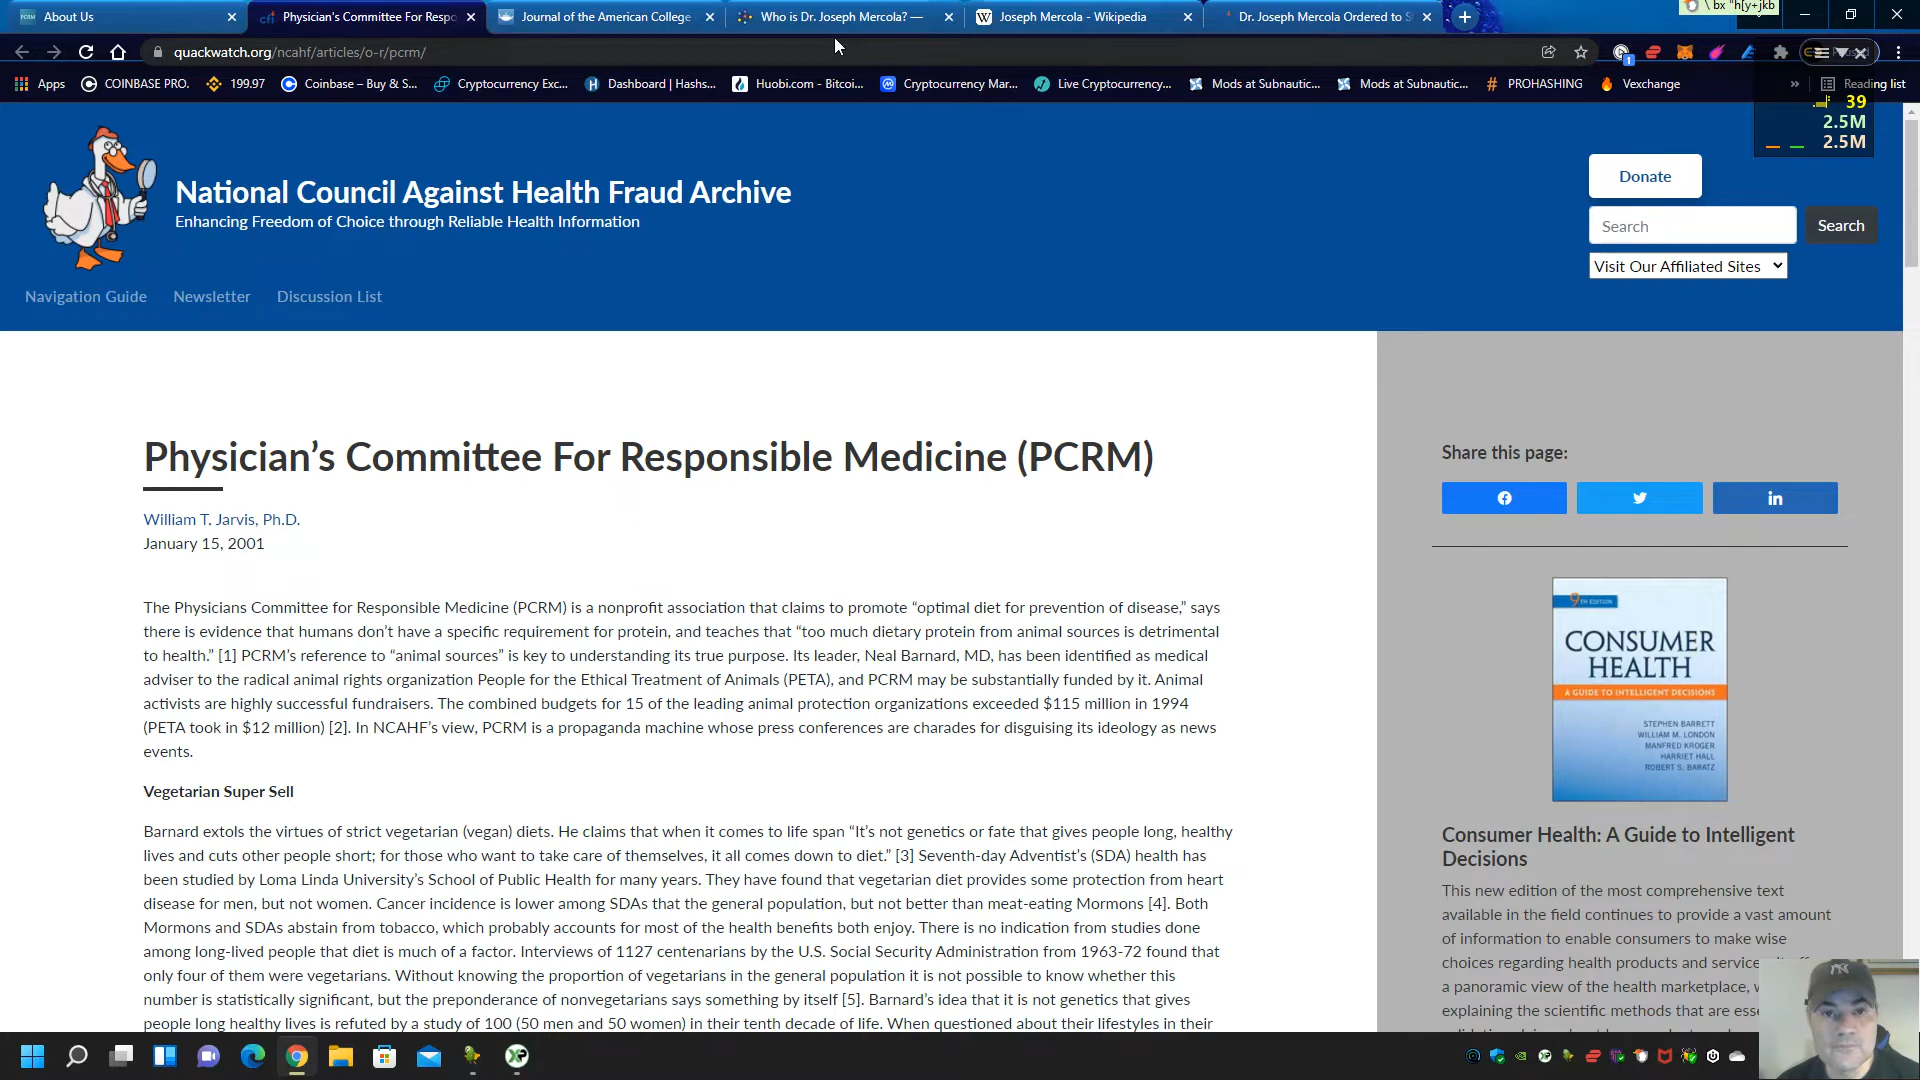 About Us
Physician's Committee For Respo
Journal of the American College
Who is Dr. Joseph Mercola? —
Joseph Mercola - Wikipedia
Dr. Joseph Mercola Ordered to S
\ bx "h[y+jkb
quackwatch.org/ncahf/articles/o-r/pcrm/
Apps
COINBASE PRO.
199.97
Coinbase – Buy & S...
Cryptocurrency Exc...
Dashboard | Hashs...
Huobi.com - Bitcoi...
Cryptocurrency Mar...
Live Cryptocurrency...
Mods at Subnautic...
Mods at Subnautic...
PROHASHING
Vexchange
»
Reading list
39
2.5M
2.5M
National Council Against Health Fraud Archive
Enhancing Freedom of Choice through Reliable Health Information
Donate
Search
Search
Visit Our Affiliated Sites
Navigation Guide
Newsletter
Discussion List
Physician’s Committee For Responsible Medicine (PCRM)
William T. Jarvis, Ph.D.
January 15, 2001
The Physicians Committee for Responsible Medicine (PCRM) is a nonprofit association that claims to promote “optimal diet for prevention of disease,” says
there is evidence that humans don’t have a specific requirement for protein, and teaches that “too much dietary protein from animal sources is detrimental
to health.” [1] PCRM’s reference to “animal sources” is key to understanding its true purpose. Its leader, Neal Barnard, MD, has been identified as medical
adviser to the radical animal rights organization People for the Ethical Treatment of Animals (PETA), and PCRM may be substantially funded by it. Animal
activists are highly successful fundraisers. The combined budgets for 15 of the leading animal protection organizations exceeded $115 million in 1994
(PETA took in $12 million) [2]. In NCAHF’s view, PCRM is a propaganda machine whose press conferences are charades for disguising its ideology as news
events.
Vegetarian Super Sell
Barnard extols the virtues of strict vegetarian (vegan) diets. He claims that when it comes to life span “It’s not genetics or fate that gives people long, healthy
lives and cuts other people short; for those who want to take care of themselves, it all comes down to diet.” [3] Seventh-day Adventist’s (SDA) health has
been studied by Loma Linda University’s School of Public Health for many years. They have found that vegetarian diet provides some protection from heart
disease for men, but not women. Cancer incidence is lower among SDAs that the general population, but not better than meat-eating Mormons [4]. Both
Mormons and SDAs abstain from tobacco, which probably accounts for most of the health benefits both enjoy. There is no indication from studies done
among long-lived people that diet is much of a factor. Interviews of 1127 centenarians by the U.S. Social Security Administration from 1963-72 found that
only four of them were vegetarians. Without knowing the proportion of vegetarians in the general population it is not possible to know whether this
number is statistically significant, but the preponderance of nonvegetarians says something by itself [5]. Barnard’s idea that it is not genetics that gives
people long healthy lives is refuted by a study of 100 (50 men and 50 women) in their tenth decade of life. When questioned about their lifestyles in their
Share this page:
9TH EDITION
CONSUMER
HEALTH
A GUIDE TO INTELLIGENT
DECISIONS
STEPHEN BARRETT
WILLIAM M. LONDON
MANFRED KROGER
HARRIET HALL
ROBERT S. BARATZ
Consumer Health: A Guide to Intelligent
Decisions
This new edition of the most comprehensive text
available in the field continues to provide a vast amount
of information to enable consumers to make wise
choices regarding health products and service
a panoramic view of the health marketplace,
explaining the scientific methods that are esse